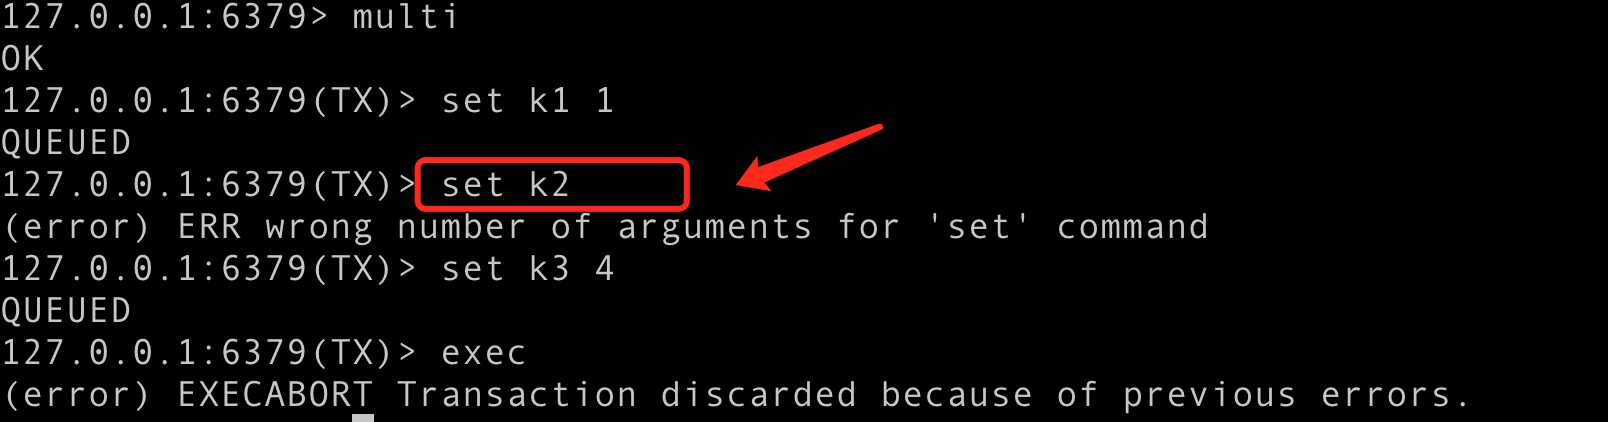 127.0.0.1:6379> multi
OK
127.0.0.1:6379(TX)> set k1 1
QUEUED
127.0.0.1:6379(TX)> set k2
(error) ERR wrong number of arguments for 'set' command
127.0.0.1:6379(TX)> set k3 4
QUEUED
127.0.0.1:6379(TX)> exec
(error) EXECABORT Transaction discarded because of previous errors.